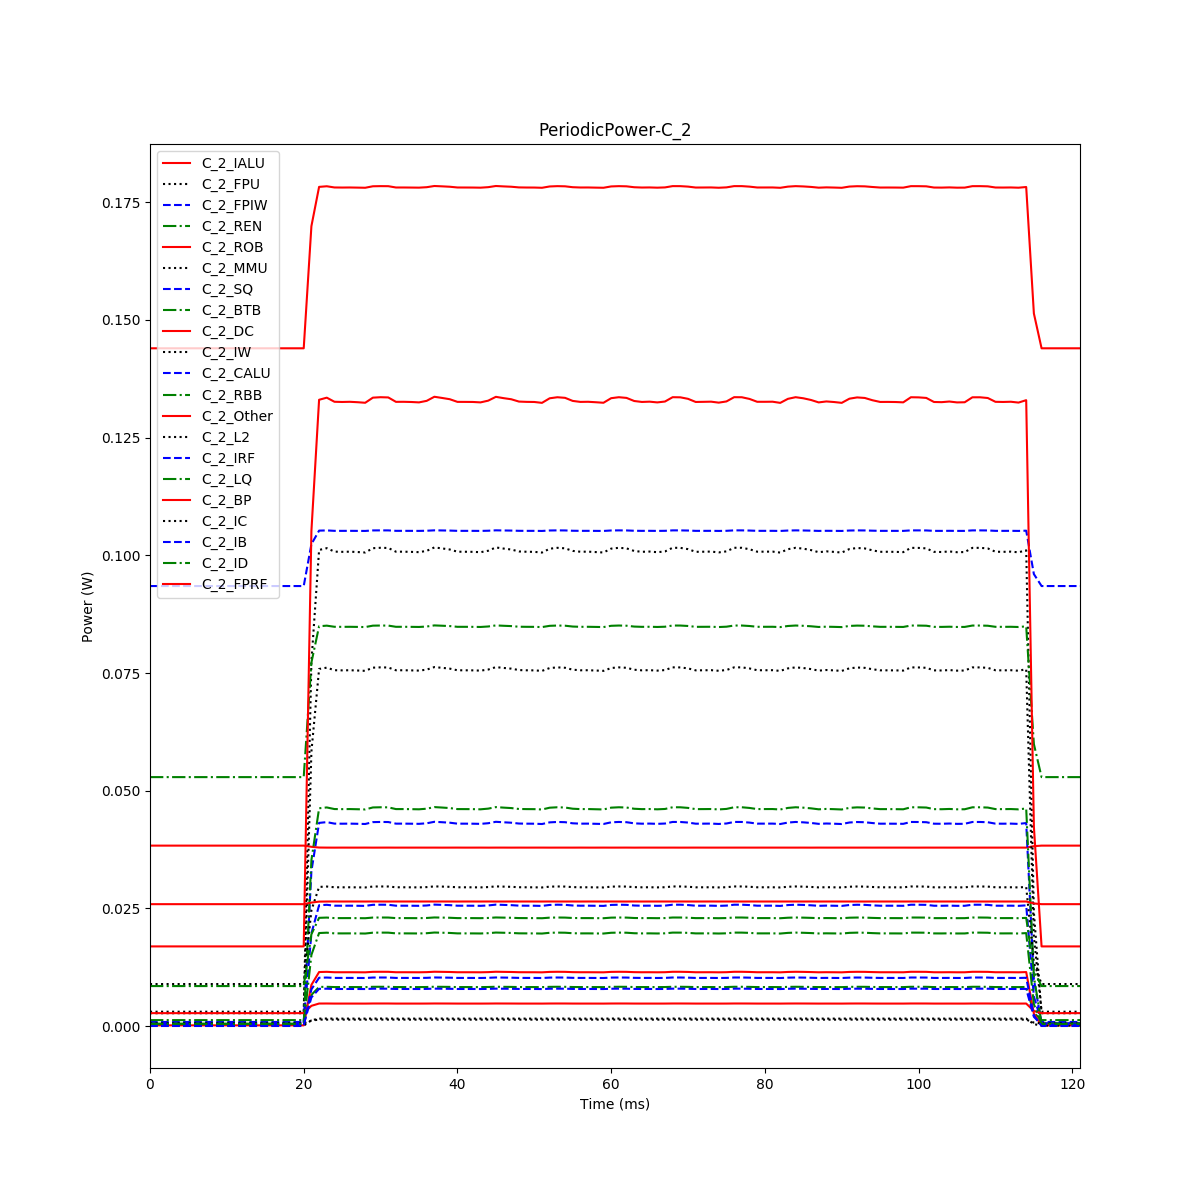 PeriodicPower-C_2
C_2_IALU
C_2_FPU
C_2_FPIW
C_2_REN
C_2_ROB
C_2_MMU
C_2_SQ
C_2_BTB
C_2_DC
C_2_IW
C_2_CALU
C_2_RBB
C_2_Other
C_2_L2
C_2_IRF
C_2_LQ
C_2_BP
C_2_IC
C_2_IB
C_2_ID
C_2_FPRF
0.175
0.150
0.125
0.100
0.075
0.050
0.025
0.000
Power (W)
0 20 40 60 80 100 120
Time (ms)